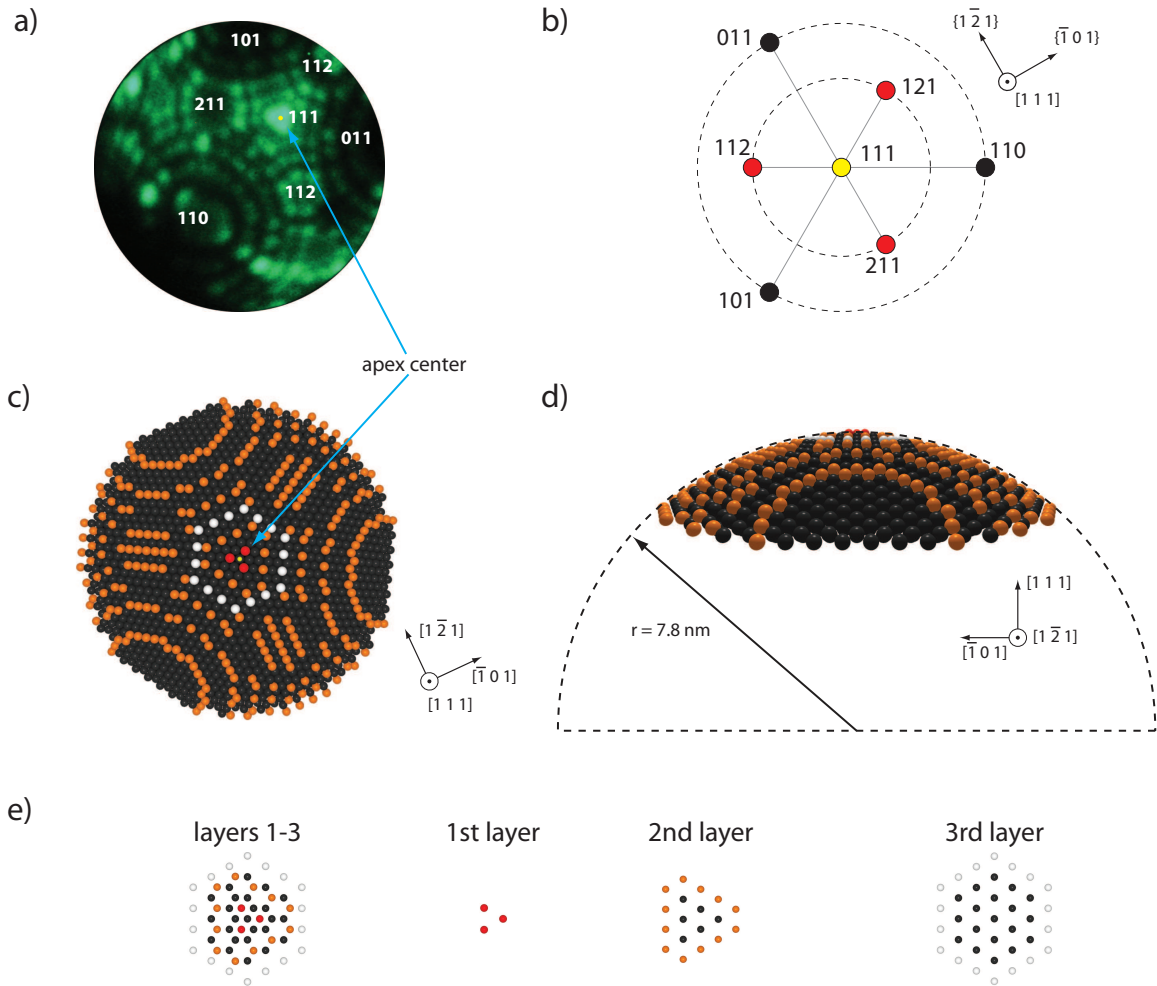 a)
101
112
211
111
011
112
110
b)
011
121
112
111
110
211
101
{1 2̅ 1}
{1̅ 0 1}
[1 1 1]
apex center
c)
[1 2̅ 1]
[1̅ 0 1]
[1 1 1]
d)
r = 7.8 nm
[1 1 1]
[1̅ 0 1]
[1 2̅ 1]
e)
layers 1-3
1st layer
2nd layer
3rd layer